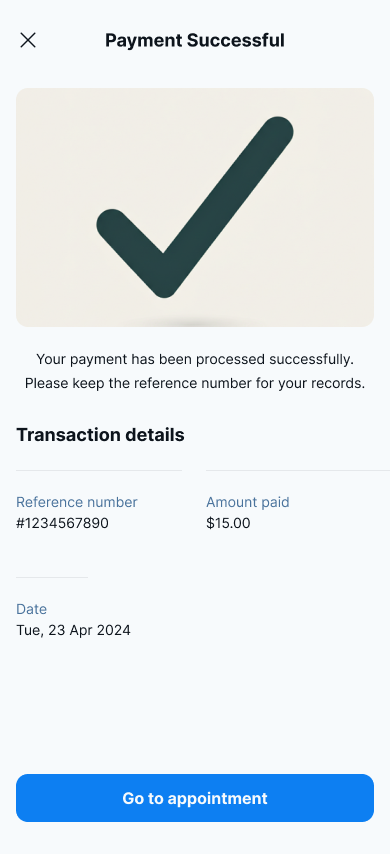 Payment Successful
Your payment has been processed successfully.
Please keep the reference number for your records.
Transaction details
Reference number
#1234567890
Amount paid
$15.00
Date
Tue, 23 Apr 2024
Go to appointment